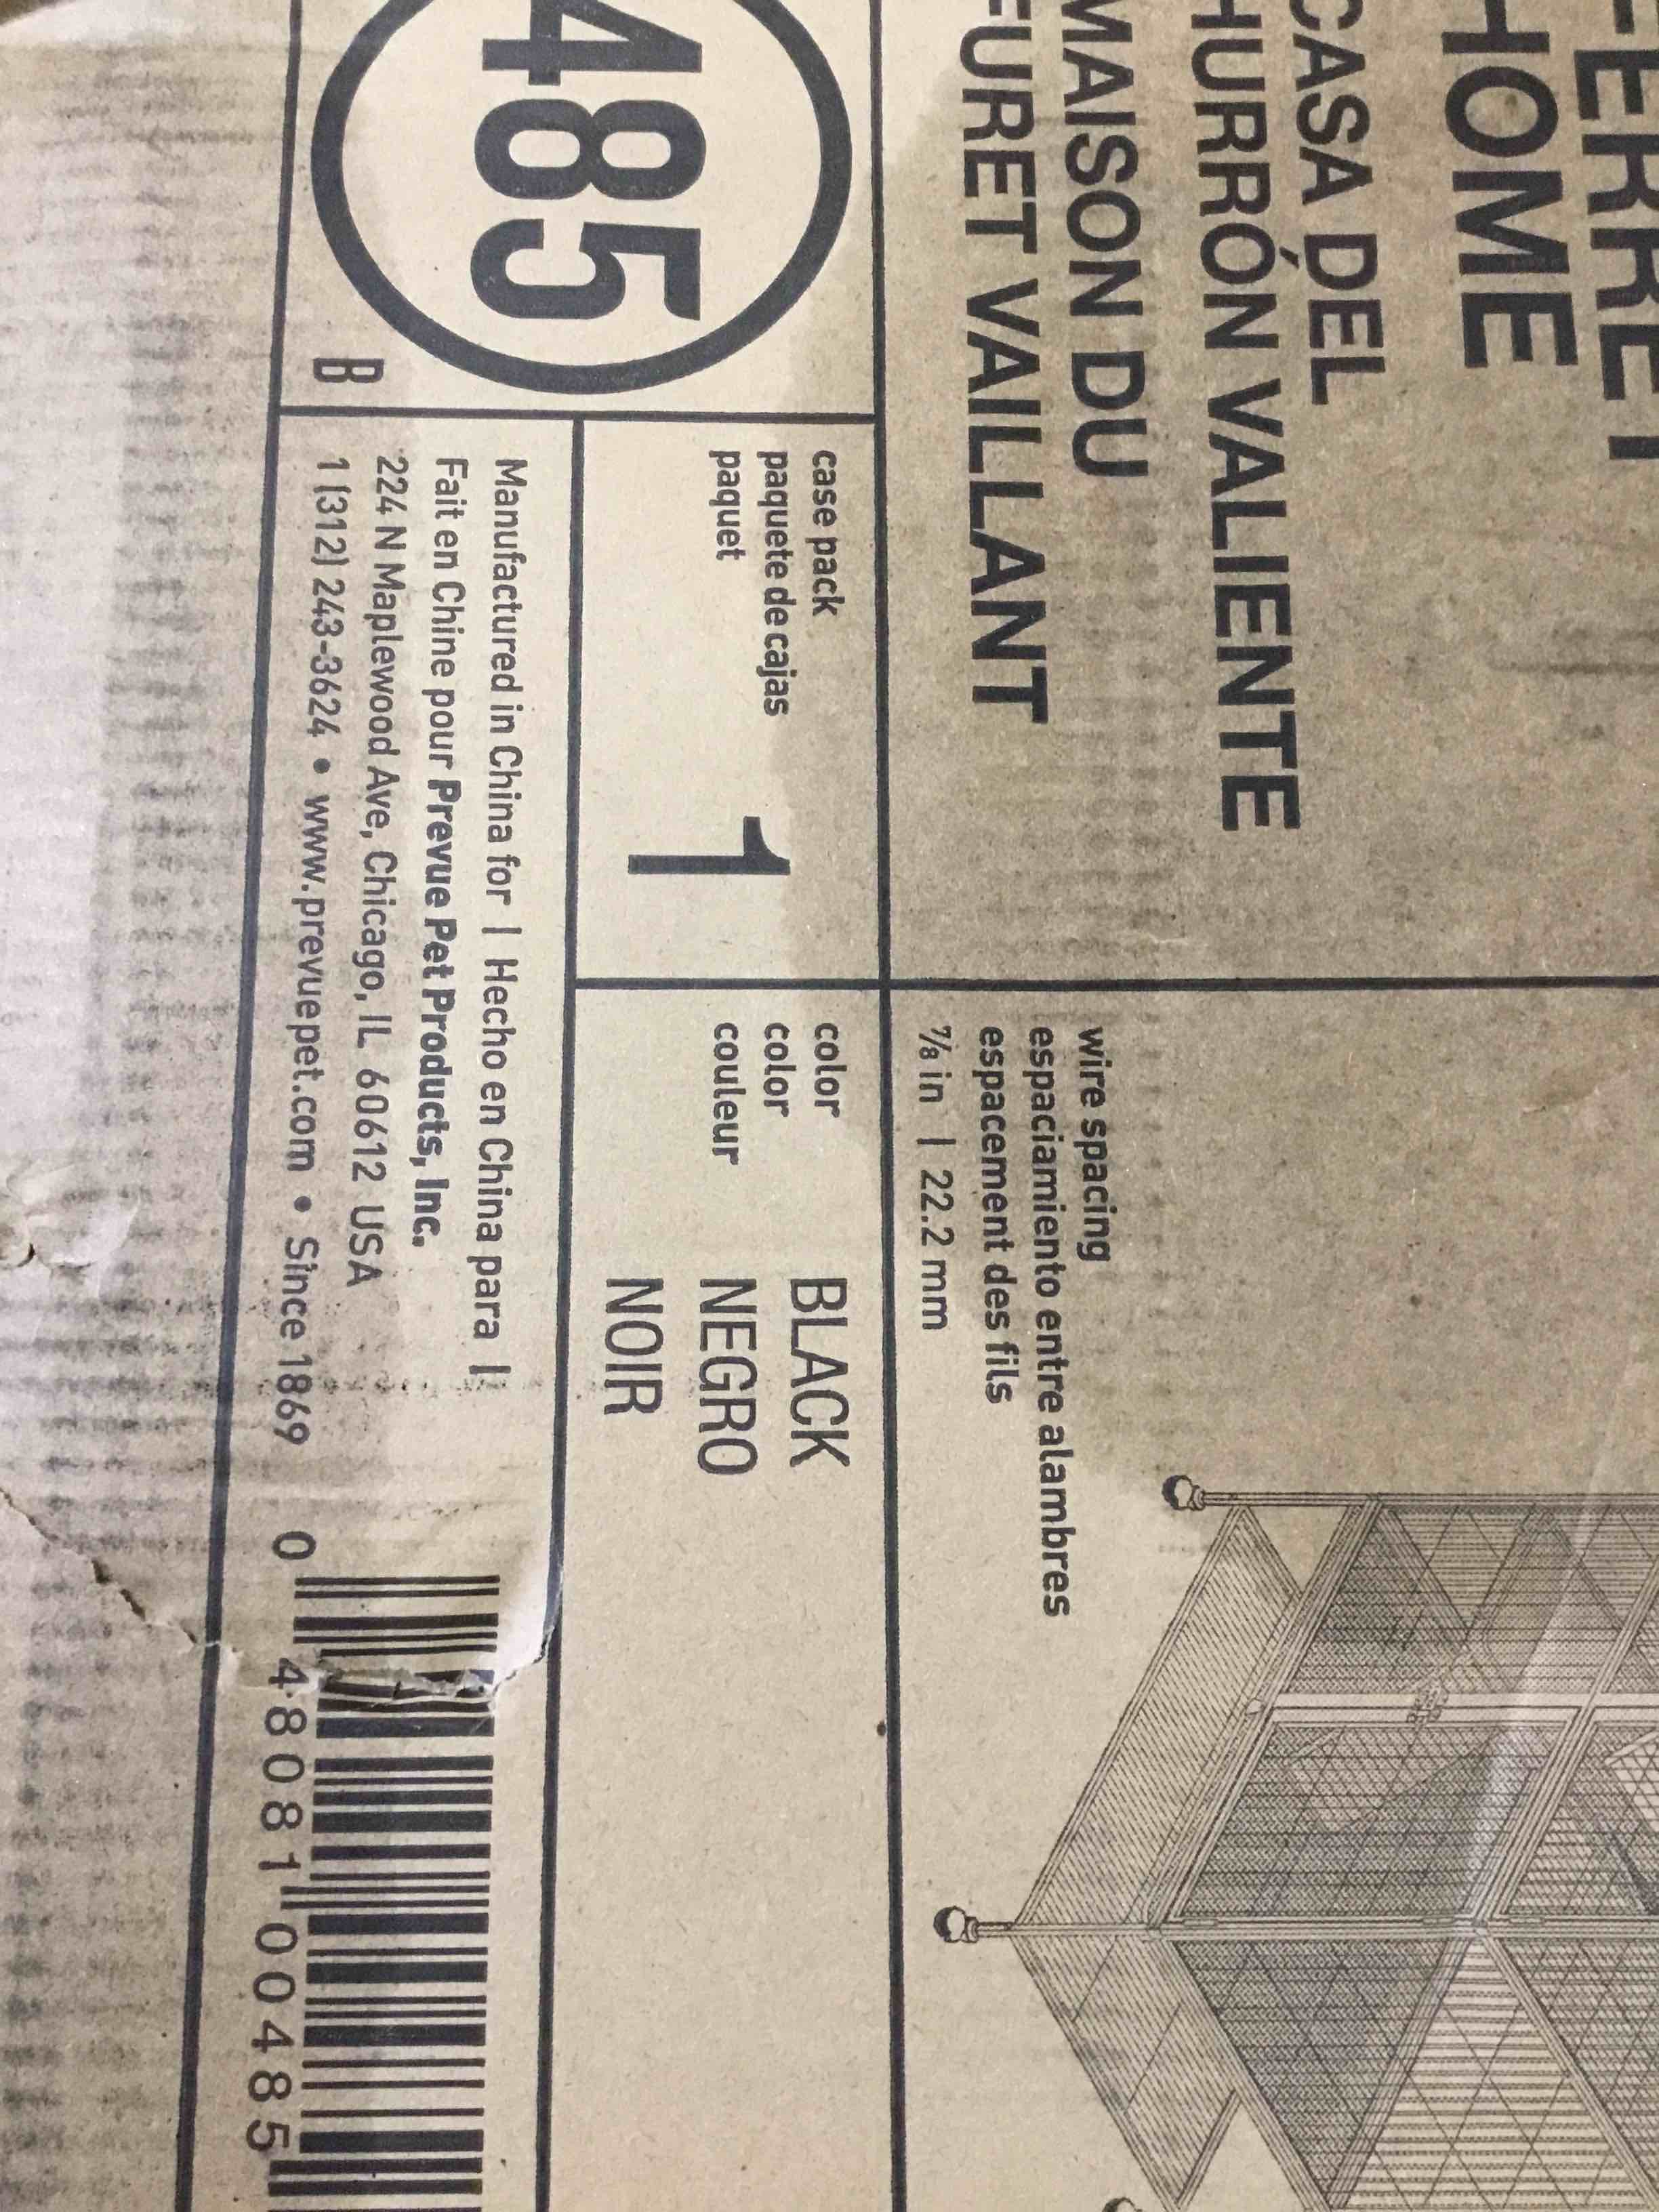 HOME
CASA DEL
HURRÓN VALIENTE
MAISON DU
FURET VAILLANT
wire spacing
espaciamiento entre alambres
espacement des fils
⅞ in | 22.2 mm
485
B
case pack
paquete de cajas
paquet
1
color
color
couleur
BLACK
NEGRO
NOIR
Manufactured in China for | Hecho en China para |
Fait en Chine pour Prevue Pet Products, Inc.
224 N Maplewood Ave, Chicago, IL 60612 USA
1 (312) 243-3624 • www.prevuepet.com • Since 1869
0 48081 00485